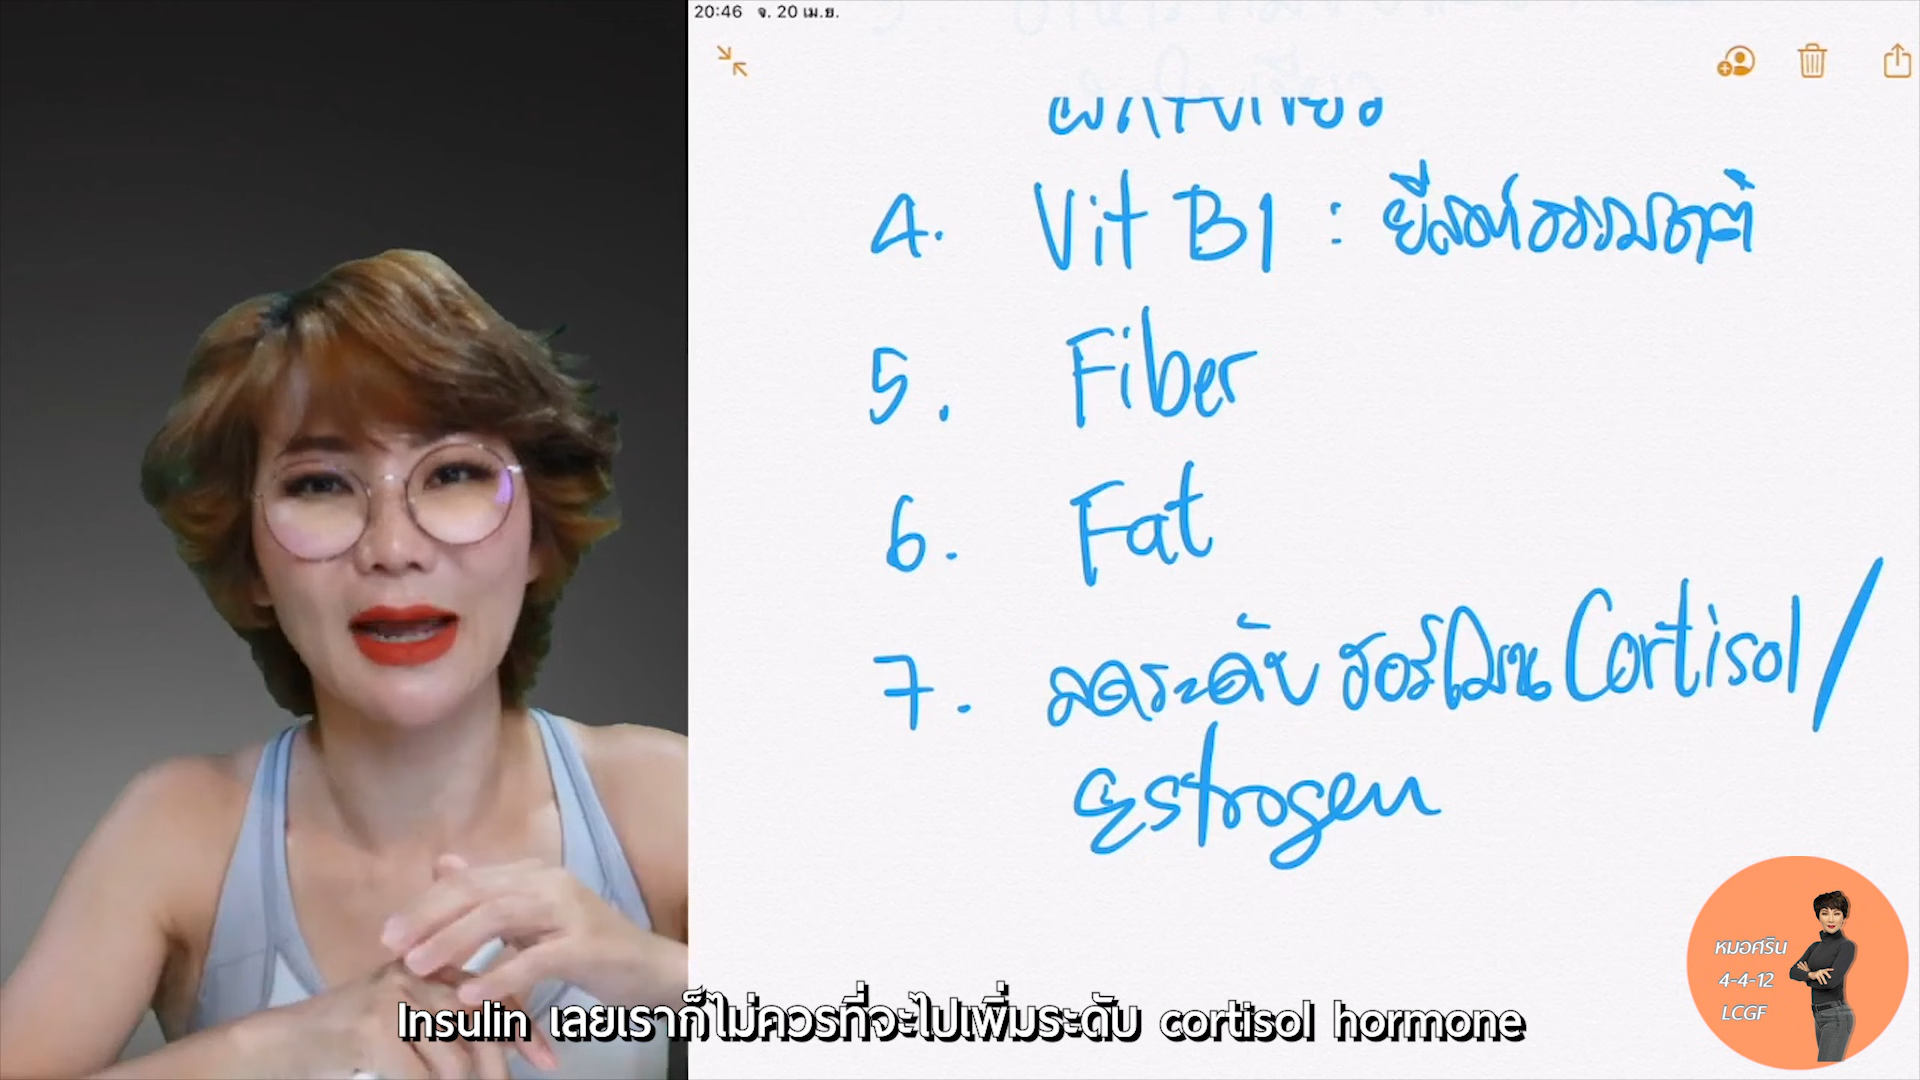 20:46 จ. 20 เม.ย.
4. Vit B1 : ยีสต์ธรรมชาติ
5. Fiber
6. Fat
7. ลดระดับ ฮอร์โมน Cortisol /
Estrogen
หมอศริน
4-4-12
LCGF
Insulin เลยเราก็ไม่ควรที่จะไปเพิ่มระดับ cortisol hormone